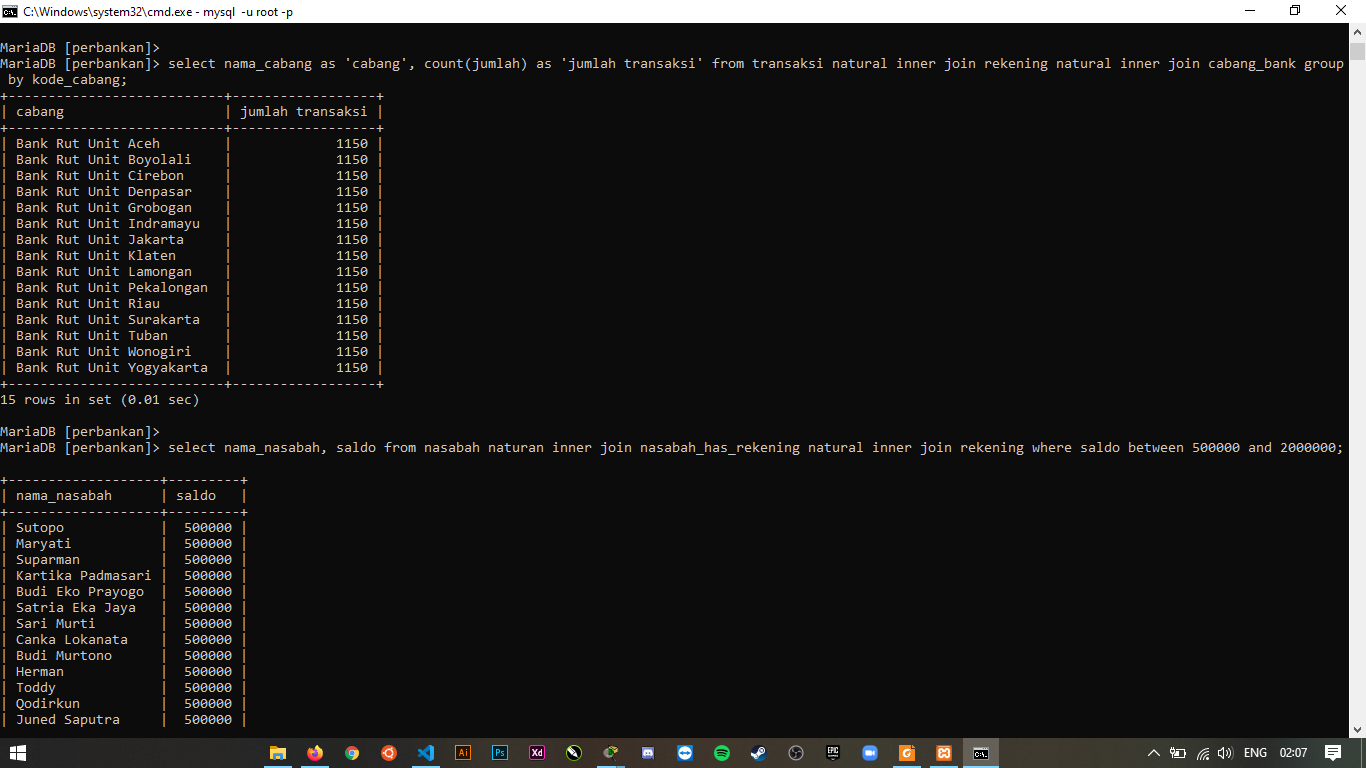 C:\Windows\system32\cmd.exe - mysql  -u root -p
MariaDB [perbankan]>
MariaDB [perbankan]> select nama_cabang as 'cabang', count(jumlah) as 'jumlah transaksi' from transaksi natural inner join rekening natural inner join cabang_bank group
 by kode_cabang;
+---------------------------+------------------+
| cabang                    | jumlah transaksi |
+---------------------------+------------------+
| Bank Rut Unit Aceh        |             1150 |
| Bank Rut Unit Boyolali    |             1150 |
| Bank Rut Unit Cirebon     |             1150 |
| Bank Rut Unit Denpasar    |             1150 |
| Bank Rut Unit Grobogan    |             1150 |
| Bank Rut Unit Indramayu   |             1150 |
| Bank Rut Unit Jakarta     |             1150 |
| Bank Rut Unit Klaten      |             1150 |
| Bank Rut Unit Lamongan    |             1150 |
| Bank Rut Unit Pekalongan  |             1150 |
| Bank Rut Unit Riau        |             1150 |
| Bank Rut Unit Surakarta   |             1150 |
| Bank Rut Unit Tuban       |             1150 |
| Bank Rut Unit Wonogiri    |             1150 |
| Bank Rut Unit Yogyakarta  |             1150 |
+---------------------------+------------------+
15 rows in set (0.01 sec)
MariaDB [perbankan]>
MariaDB [perbankan]> select nama_nasabah, saldo from nasabah naturan inner join nasabah_has_rekening natural inner join rekening where saldo between 500000 and 2000000;
+-------------------+---------+
| nama_nasabah      | saldo   |
+-------------------+---------+
| Sutopo            |  500000 |
| Maryati           |  500000 |
| Suparman          |  500000 |
| Kartika Padmasari |  500000 |
| Budi Eko Prayogo  |  500000 |
| Satria Eka Jaya   |  500000 |
| Sari Murti        |  500000 |
| Canka Lokanata    |  500000 |
| Budi Murtono      |  500000 |
| Herman            |  500000 |
| Toddy             |  500000 |
| Qodirkun          |  500000 |
| Juned Saputra     |  500000 |
Ai
Ps
Xd
EPIC
G
C:\.
ENG
02:07